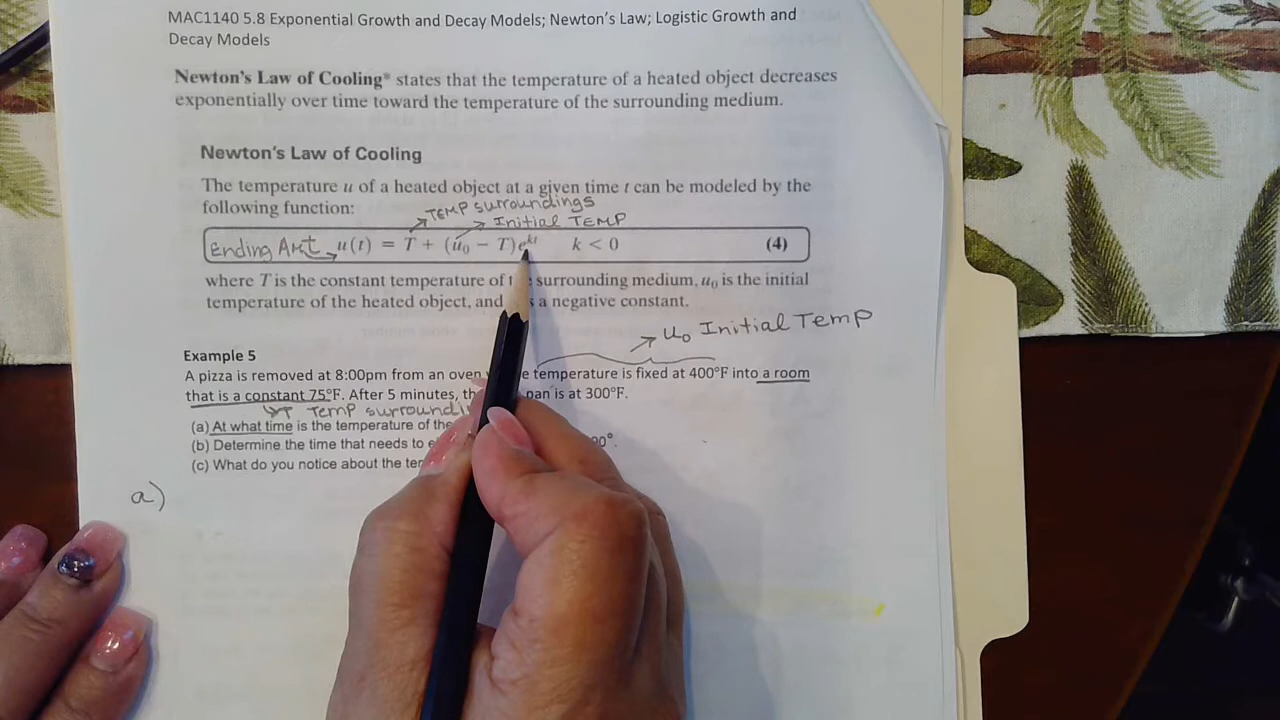 MAC1140 5.8 Exponential Growth and Decay Models; Newton's Law; Logistic Growth and
Decay Models
Newton's Law of Cooling* states that the temperature of a heated object decreases
exponentially over time toward the temperature of the surrounding medium.
Newton's Law of Cooling
The temperature u of a heated object at a given time t can be modeled by the
following function:
Temp surroundings
Initial Temp
Ending Amt u(t) = T + (u₀ − T)eᵏᵗ k < 0 (4)
where T is the constant temperature of surrounding medium, u₀ is the initial
temperature of the heated object, and a negative constant.
u₀ Initial Temp
Example 5
A pizza is removed at 8:00pm from an oven temperature is fixed at 400°F into a room
that is a constant 75°F. After 5 minutes, pan is at 300°F.
T Temp
(a) At what time is the temperature of the
(b) Determine the time that needs to
(c) What do you notice about the
a)